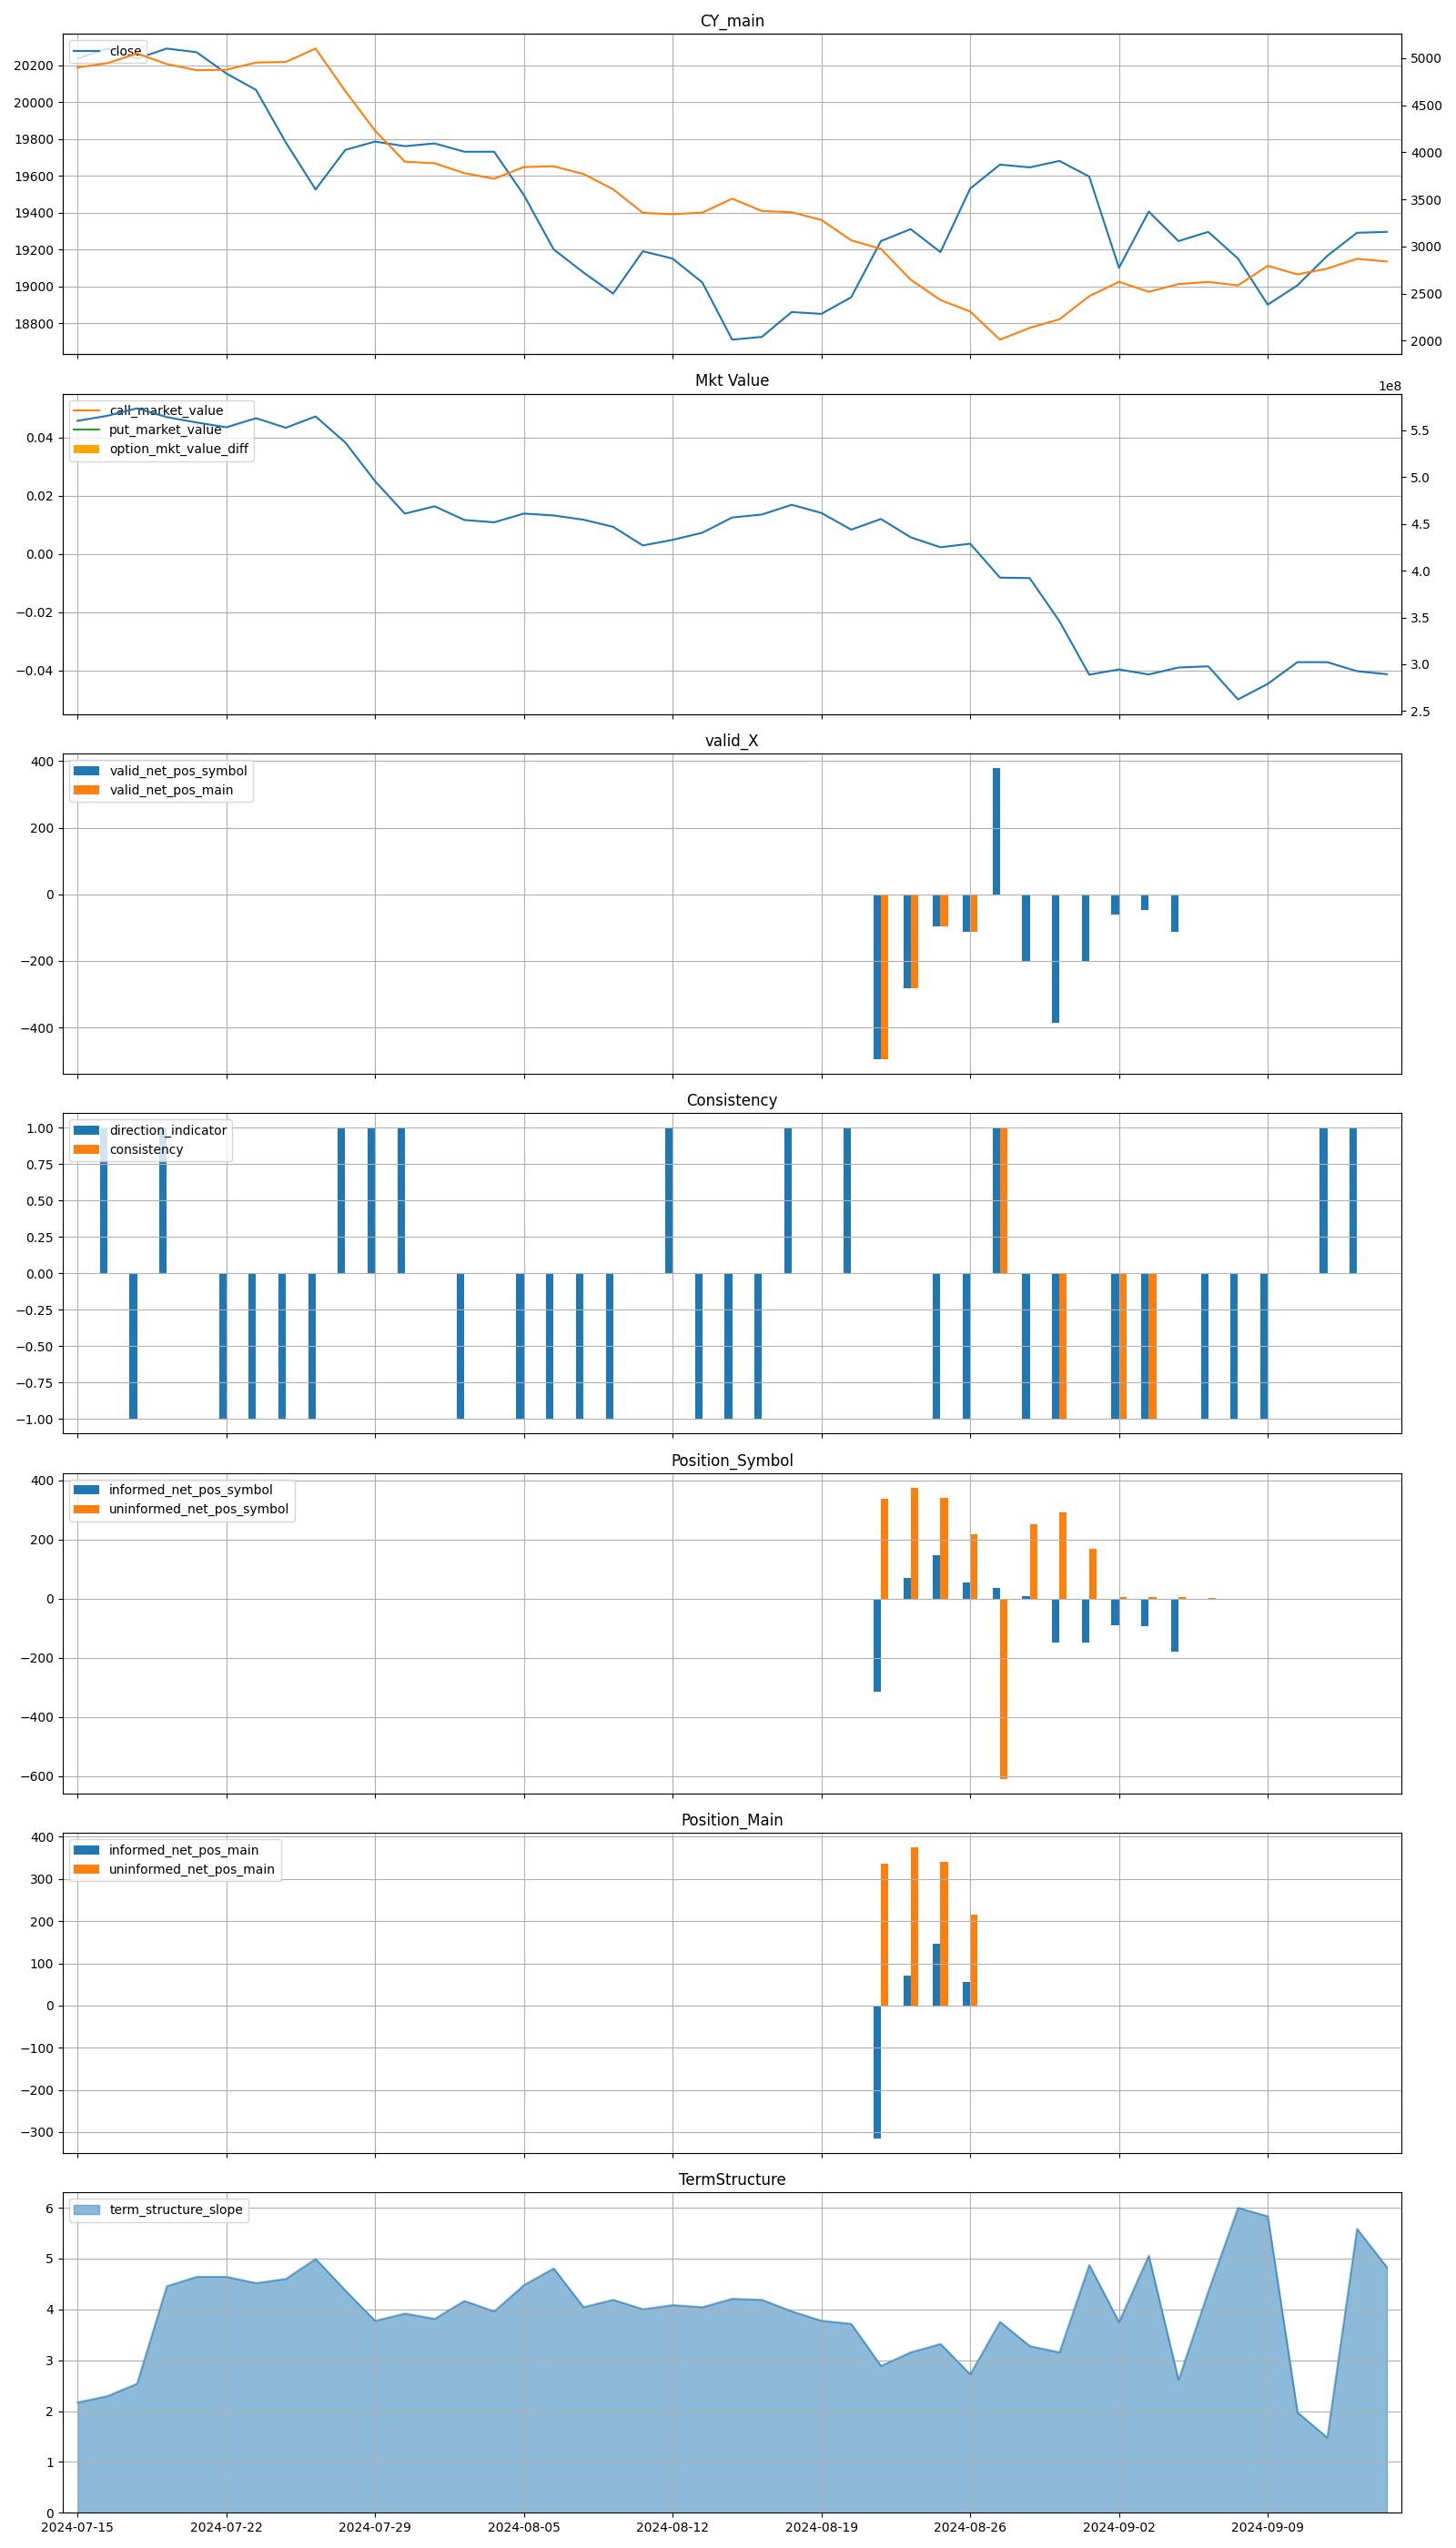 CY_main
close
20200
20000
19800
19600
19400
19200
19000
18800
5000
4500
4000
3500
3000
2500
2000
Mkt Value
1e8
call_market_value
put_market_value
option_mkt_value_diff
0.04
0.02
0.00
−0.02
−0.04
5.5
5.0
4.5
4.0
3.5
3.0
2.5
valid_X
valid_net_pos_symbol
valid_net_pos_main
400
200
0
−200
−400
Consistency
direction_indicator
consistency
1.00
0.75
0.50
0.25
0.00
−0.25
−0.50
−0.75
−1.00
Position_Symbol
informed_net_pos_symbol
uninformed_net_pos_symbol
400
200
0
−200
−400
−600
Position_Main
informed_net_pos_main
uninformed_net_pos_main
400
300
200
100
0
−100
−200
−300
TermStructure
term_structure_slope
6
5
4
3
2
1
0
2024-07-15 2024-07-22 2024-07-29 2024-08-05 2024-08-12 2024-08-19 2024-08-26 2024-09-02 2024-09-09